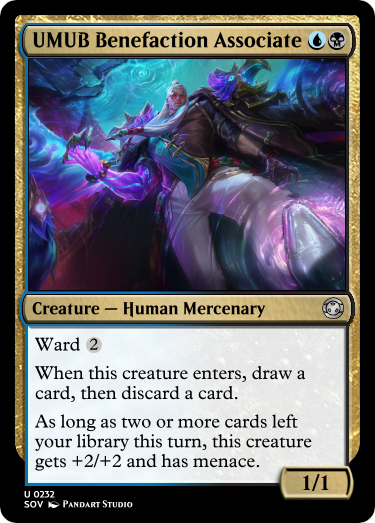 UMUB Benefaction Associate
Creature — Human Mercenary
Ward 2
When this creature enters, draw a
card, then discard a card.
As long as two or more cards left
your library this turn, this creature
gets +2/+2 and has menace.
1/1
U 0232
SOV Pandart Studio